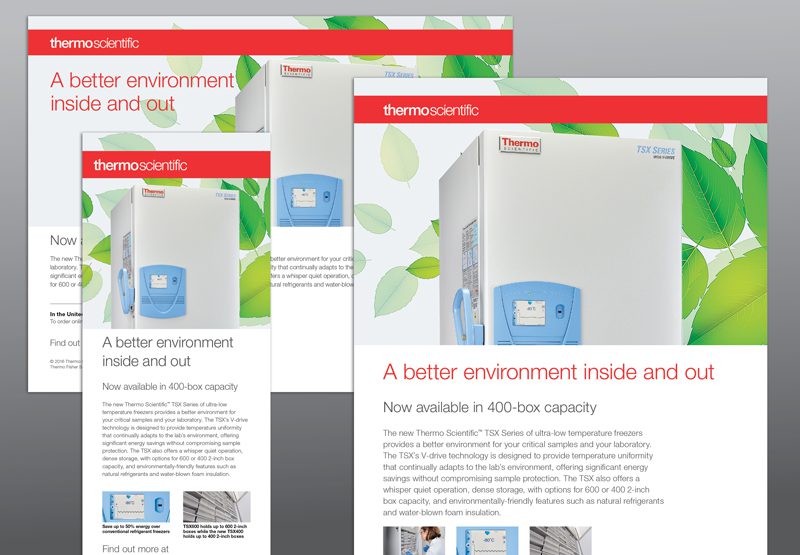 thermoscientific
A better environment
inside and out
Thermo
SCIENTIFIC
TSX SERIES
Now
The new
better environment for your critical
laboratory.
that continually adapts to the
significant
offers a whisper quiet operation,
for 600 or 4
natural refrigerants and water-blown
In the United
To order online
Find out
© 2016 Thermo
Thermo Fisher
thermoscientific
Thermo
SCIENTIFIC
TSX SERIES
A better environment
inside and out
Now available in 400-box capacity
The new Thermo Scientific™ TSX Series of ultra-low
temperature freezers provides a better environment for
your critical samples and your laboratory. The TSX's V-drive
technology is designed to provide temperature uniformity
that continually adapts to the lab's environment, offering
significant energy savings without compromising sample
protection. The TSX also offers a whisper quiet operation,
dense storage, with options for 600 or 400 2-inch box
capacity, and environmentally-friendly features such as
natural refrigerants and water-blown foam insulation.
-80°C
Save up to 50% energy over
conventional refrigerant freezers
TSX600 holds up to 600 2-inch
boxes while the new TSX400
holds up to 400 2-inch boxes
Find out more at
thermoscientific
Thermo
SCIENTIFIC
TSX SERIES
-80°C
A better environment inside and out
Now available in 400-box capacity
The new Thermo Scientific™ TSX Series of ultra-low temperature freezers
provides a better environment for your critical samples and your laboratory.
The TSX's V-drive technology is designed to provide temperature uniformity
that continually adapts to the lab's environment, offering significant energy
savings without compromising sample protection. The TSX also offers a
whisper quiet operation, dense storage, with options for 600 or 400 2-inch
box capacity, and environmentally-friendly features such as natural refrigerants
and water-blown foam insulation.
-80°C